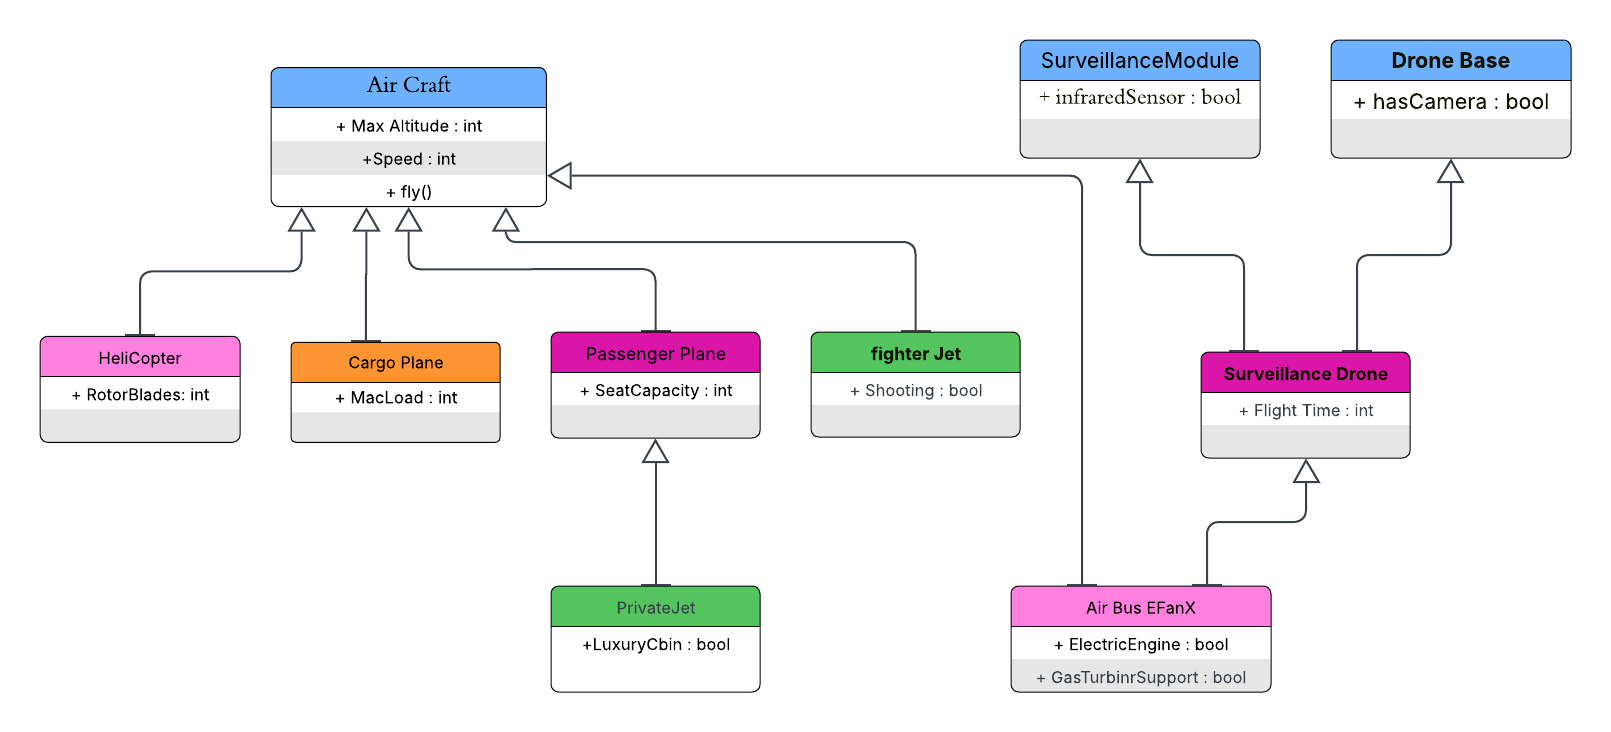 Air Craft
+ Max Altitude : int
+Speed : int
+ fly()
SurveillanceModule
+ infraredSensor : bool
Drone Base
+ hasCamera : bool
HeliCopter
+ RotorBlades: int
Cargo Plane
+ MacLoad : int
Passenger Plane
+ SeatCapacity : int
fighter Jet
+ Shooting : bool
Surveillance Drone
+ Flight Time : int
PrivateJet
+LuxuryCbin : bool
Air Bus EFanX
+ ElectricEngine : bool
+ GasTurbinrSupport : bool